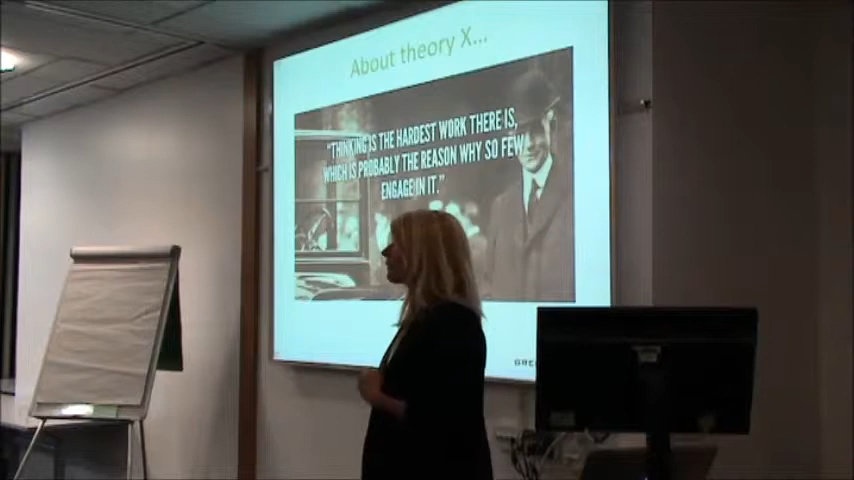 About theory X...
"THINKING IS THE HARDEST WORK THERE IS,
WHICH IS PROBABLY THE REASON WHY SO FEW
ENGAGE IN IT."